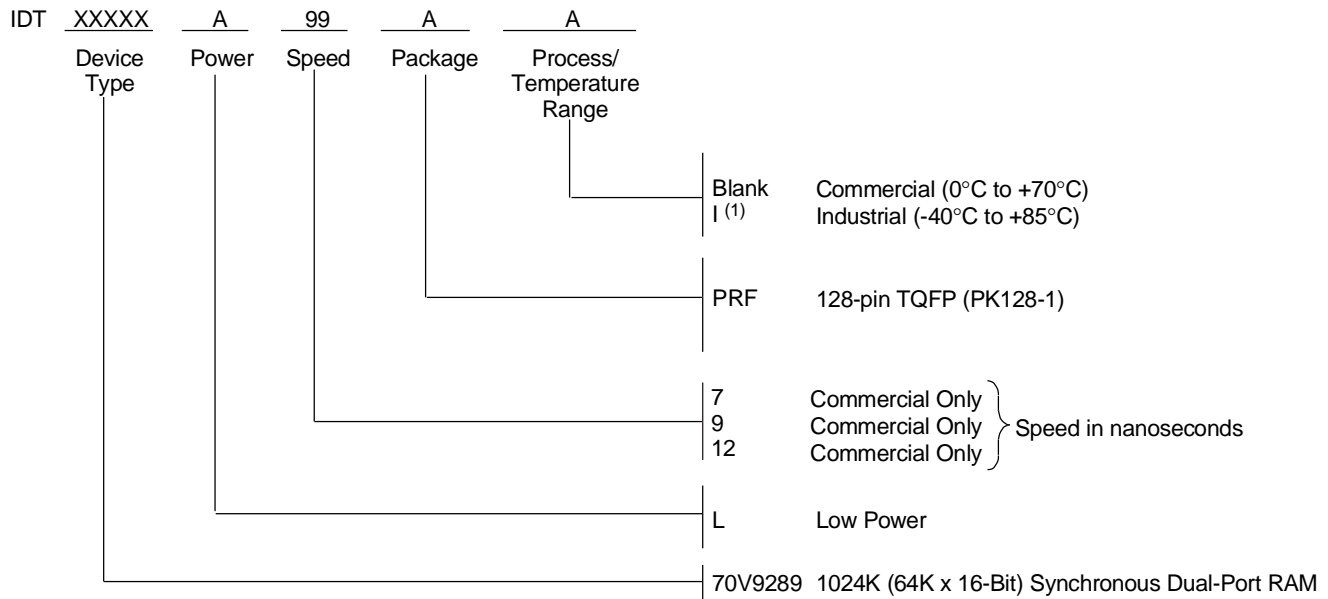 IDT XXXXX A 99 A A
Device Type Power Speed Package Process/ Temperature Range
Blank Commercial (0°C to +70°C)
I (1) Industrial (-40°C to +85°C)
PRF 128-pin TQFP (PK128-1)
7 Commercial Only
9 Commercial Only Speed in nanoseconds
12 Commercial Only
L Low Power
70V9289 1024K (64K x 16-Bit) Synchronous Dual-Port RAM